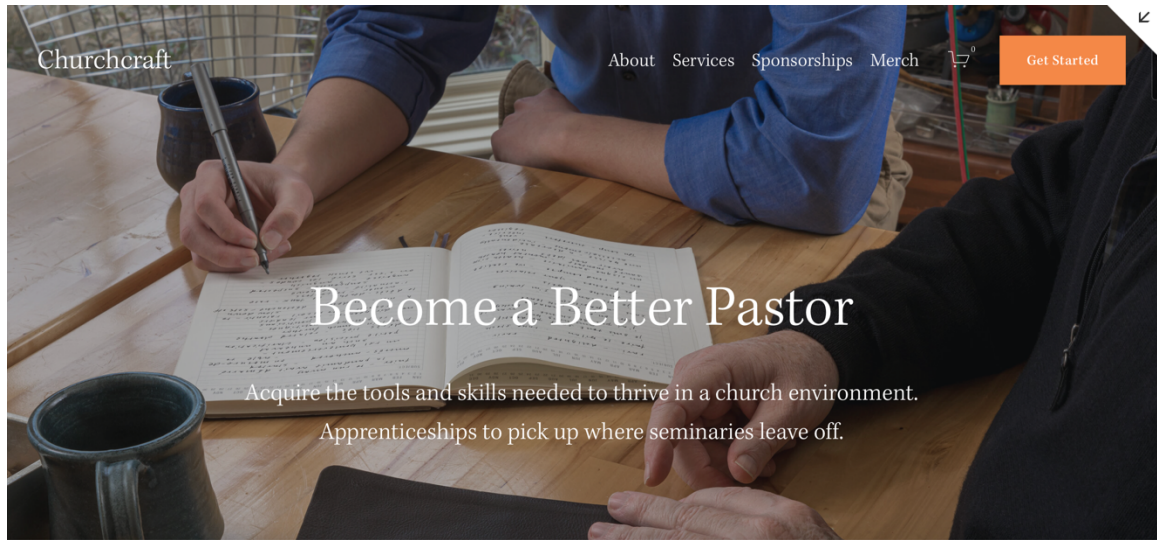 Churchcraft
About Services Sponsorships Merch 0 Get Started
Become a Better Pastor
Acquire the tools and skills needed to thrive in a church environment.
Apprenticeships to pick up where seminaries leave off.